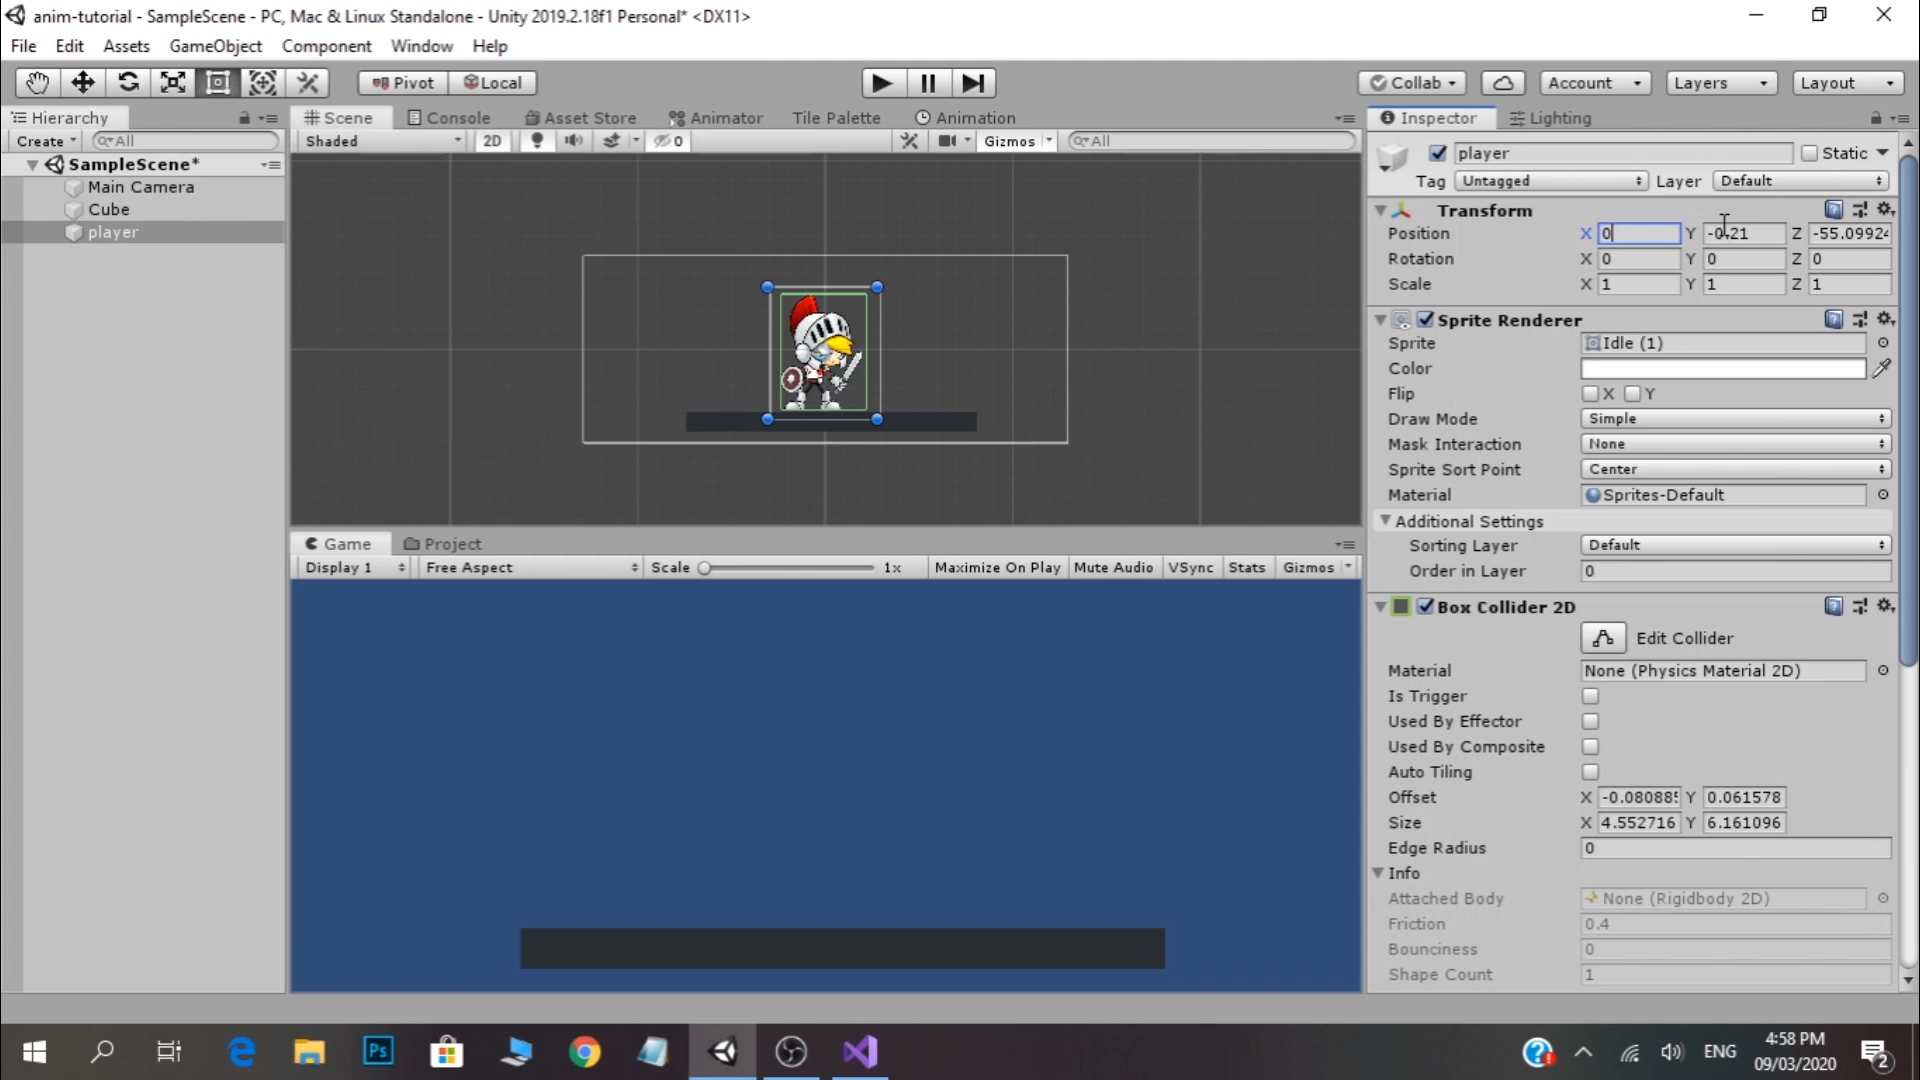 anim-tutorial - SampleScene - PC, Mac & Linux Standalone - Unity 2019.2.18f1 Personal* <DX11>
File Edit Assets GameObject Component Window Help
Pivot Local Collab Account Layers Layout
Hierarchy
Create All
SampleScene*
Main Camera
Cube
player
Scene Console Asset Store Animator Tile Palette Animation
Shaded 2D 0 Gizmos All
Game Project
Display 1 Free Aspect Scale 1x Maximize On Play Mute Audio VSync Stats Gizmos
Inspector Lighting
player Static
Tag Untagged Layer Default
Transform
Position X 0 Y -0.21 Z -55.09924
Rotation X 0 Y 0 Z 0
Scale X 1 Y 1 Z 1
Sprite Renderer
Sprite Idle (1)
Color
Flip X Y
Draw Mode Simple
Mask Interaction None
Sprite Sort Point Center
Material Sprites-Default
Additional Settings
Sorting Layer Default
Order in Layer 0
Box Collider 2D
Edit Collider
Material None (Physics Material 2D)
Is Trigger
Used By Effector
Used By Composite
Auto Tiling
Offset X -0.080885 Y 0.061578
Size X 4.552716 Y 6.161096
Edge Radius 0
Info
Attached Body None (Rigidbody 2D)
Friction 0.4
Bounciness 0
Shape Count 1
Ps ENG 4:58 PM
09/03/2020 2